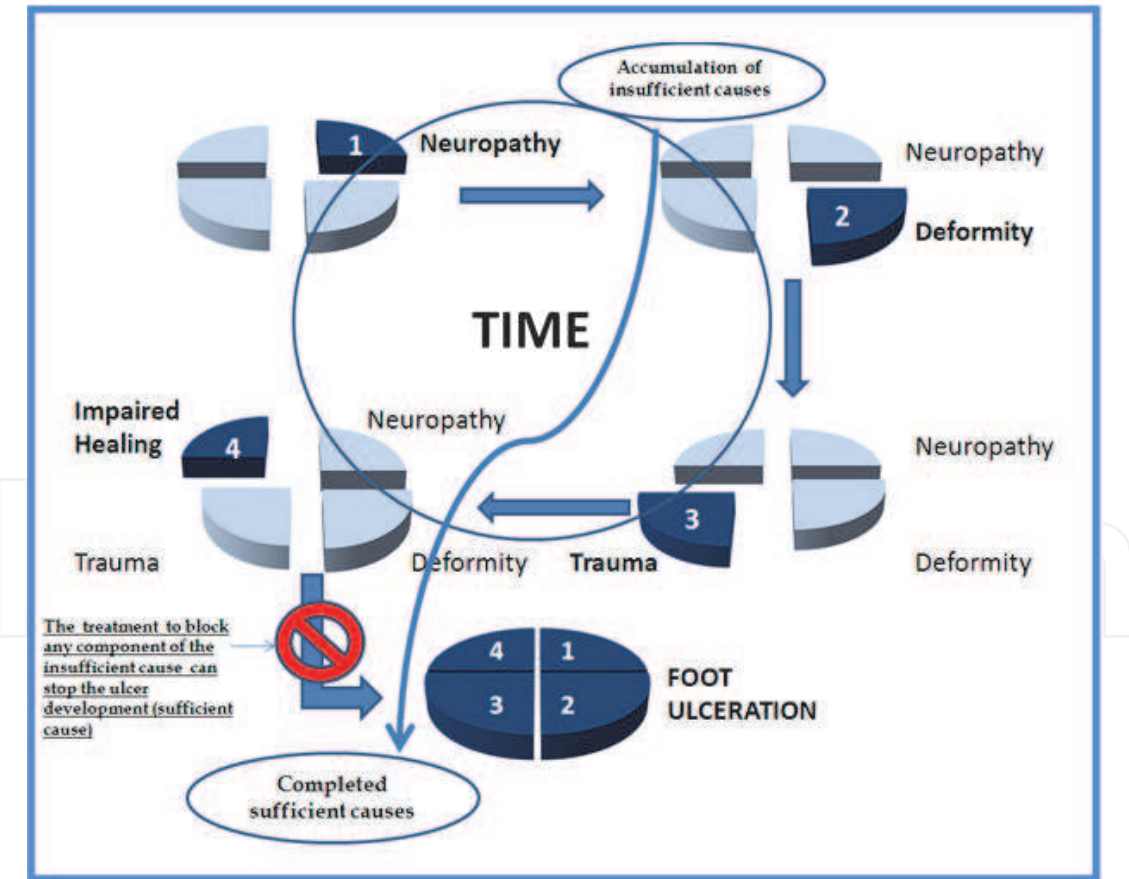 Accumulation of
insufficient causes
1
Neuropathy
Neuropathy
2
Deformity
TIME
Impaired
Healing
4
Neuropathy
Neuropathy
3
Trauma
Deformity
Trauma
Deformity
The treatment to block
any component of the
insufficient cause can
stop the ulcer
development (sufficient
cause)
4
1
3
2
FOOT
ULCERATION
Completed
sufficient causes